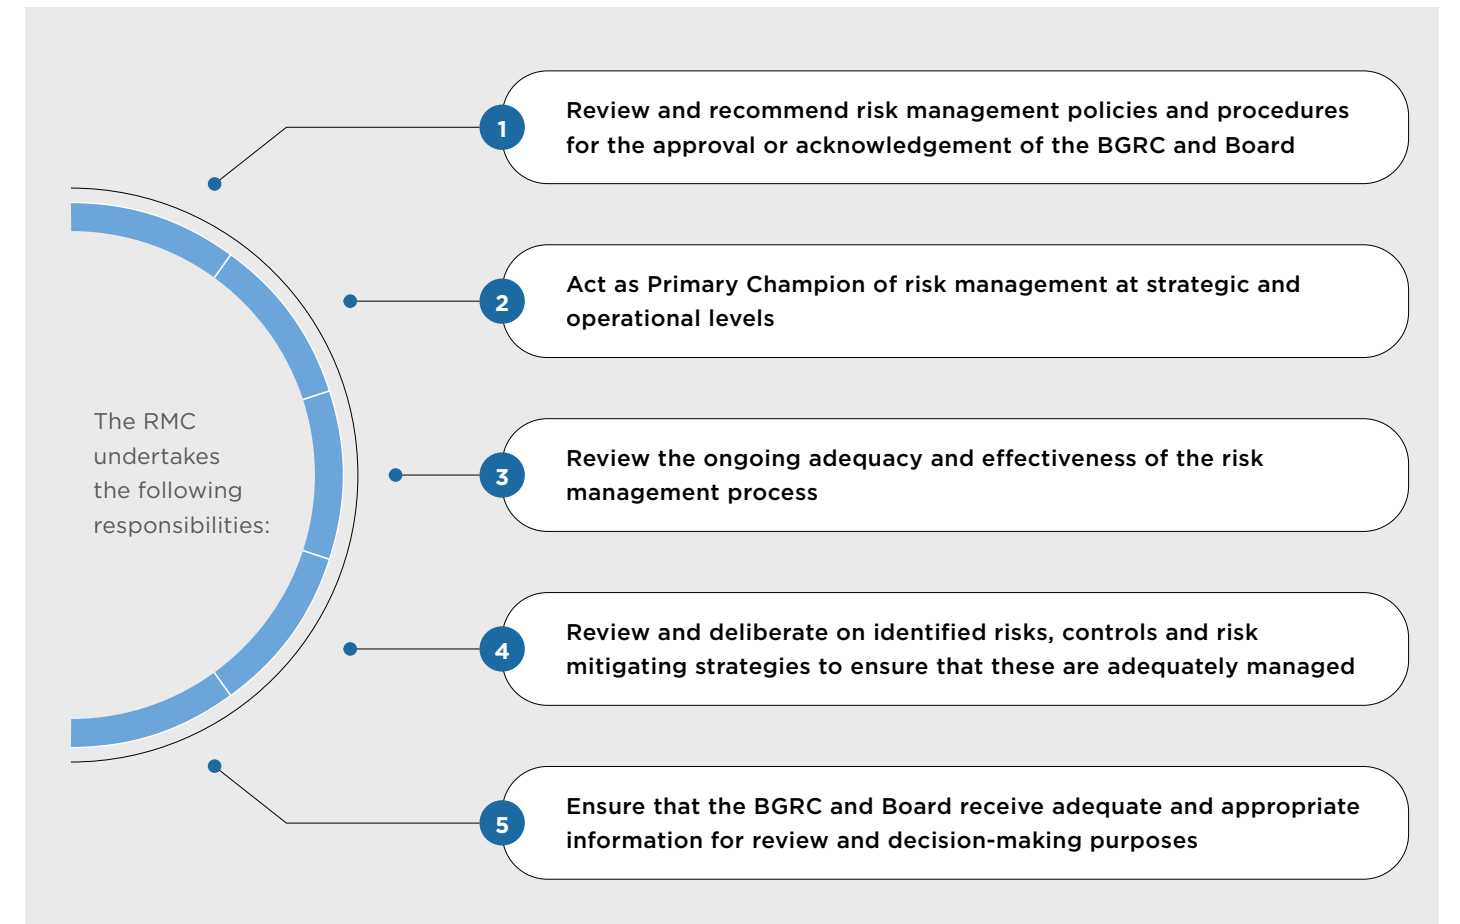 The RMC
undertakes
the following
responsibilities:
1
Review and recommend risk management policies and procedures
for the approval or acknowledgement of the BGRC and Board
2
Act as Primary Champion of risk management at strategic and
operational levels
3
Review the ongoing adequacy and effectiveness of the risk
management process
4
Review and deliberate on identified risks, controls and risk
mitigating strategies to ensure that these are adequately managed
5
Ensure that the BGRC and Board receive adequate and appropriate
information for review and decision-making purposes